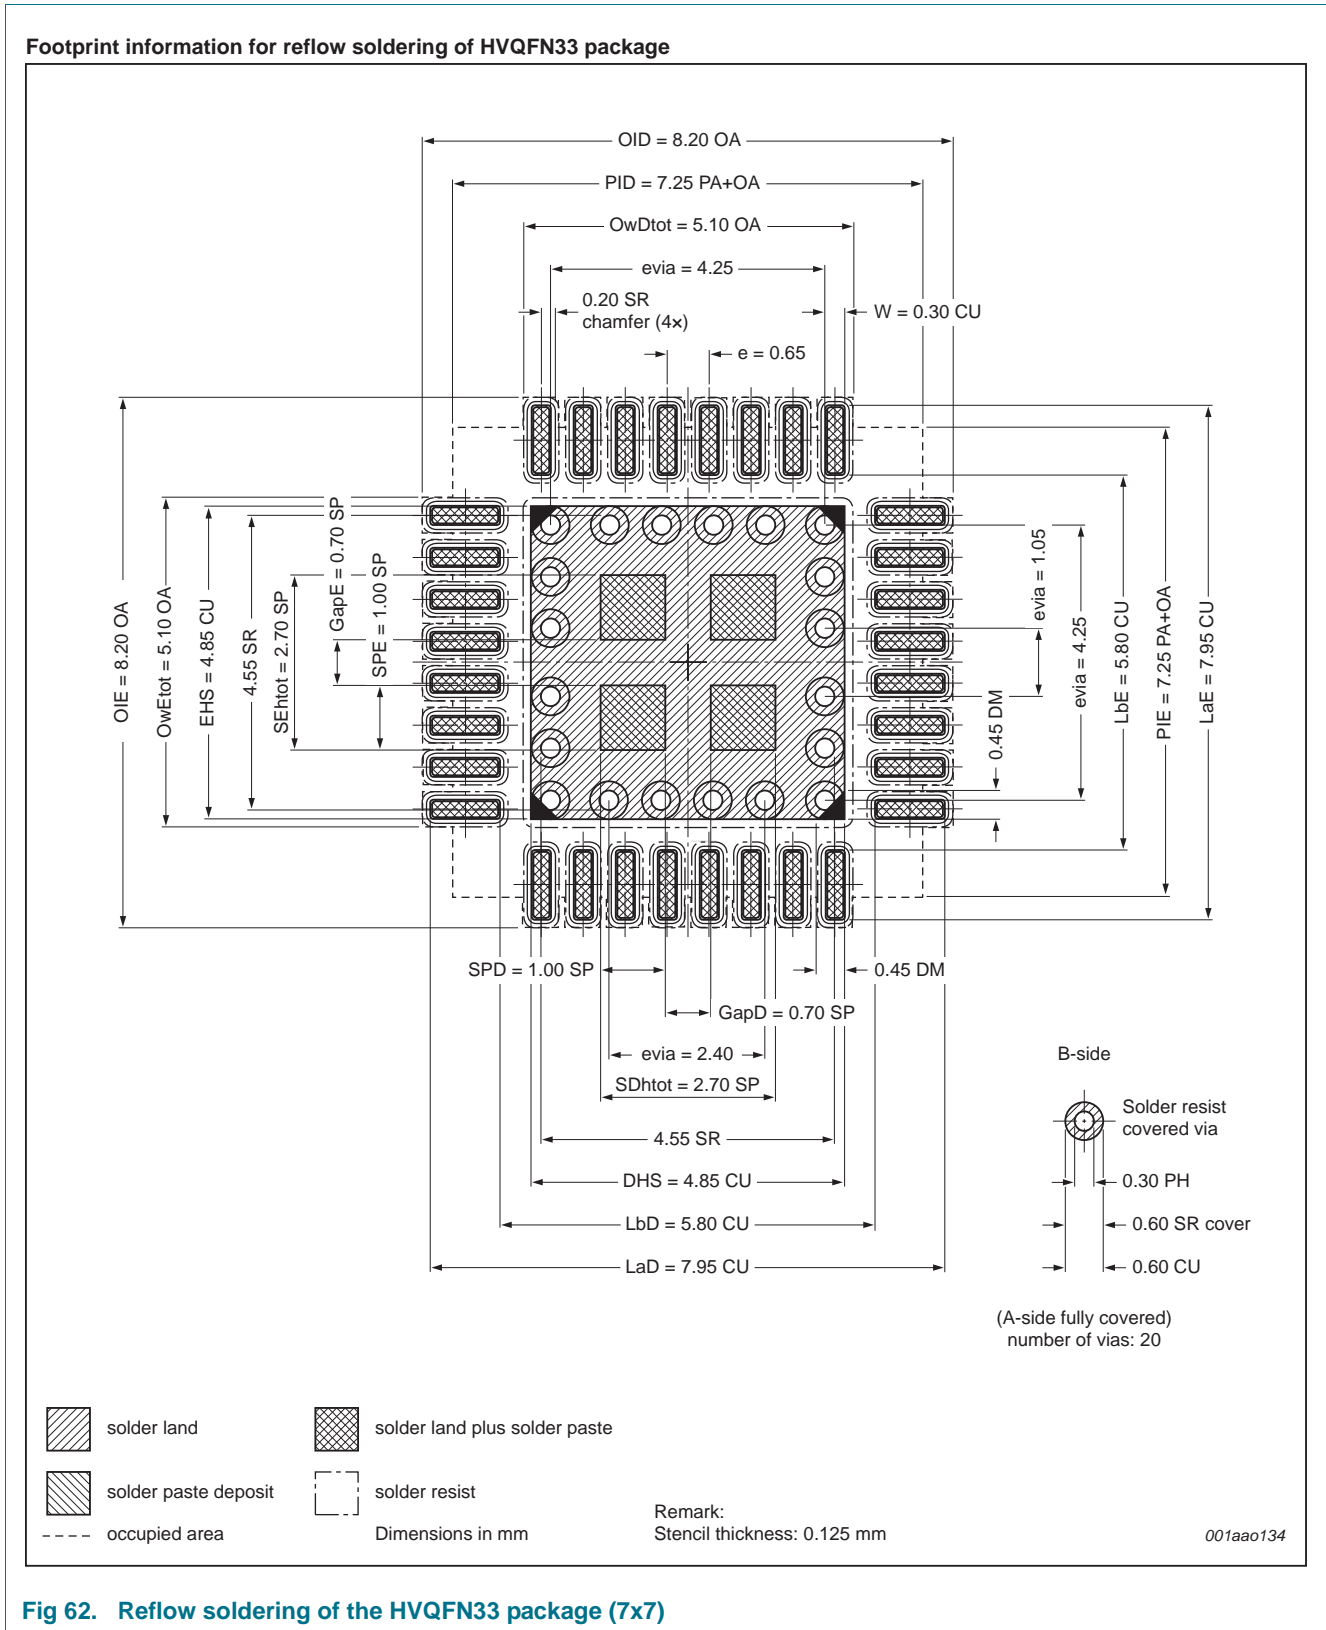 Footprint information for reflow soldering of HVQFN33 package
OID = 8.20 OA
PID = 7.25 PA+OA
OwDtot = 5.10 OA
evia = 4.25
0.20 SR
chamfer (4×)
W = 0.30 CU
e = 0.65
OIE = 8.20 OA
OwEtot = 5.10 OA
EHS = 4.85 CU
4.55 SR
SEhtot = 2.70 SP
GapE = 0.70 SP
SPE = 1.00 SP
evia = 1.05
0.45 DM
evia = 4.25
LbE = 5.80 CU
PIE = 7.25 PA+OA
LaE = 7.95 CU
SPD = 1.00 SP
0.45 DM
GapD = 0.70 SP
evia = 2.40
SDhtot = 2.70 SP
4.55 SR
DHS = 4.85 CU
LbD = 5.80 CU
LaD = 7.95 CU
B-side
Solder resist
covered via
0.30 PH
0.60 SR cover
0.60 CU
(A-side fully covered)
number of vias: 20
solder land
solder land plus solder paste
solder paste deposit
solder resist
occupied area
Dimensions in mm
Remark:
Stencil thickness: 0.125 mm
001aao134
Fig 62. Reflow soldering of the HVQFN33 package (7x7)